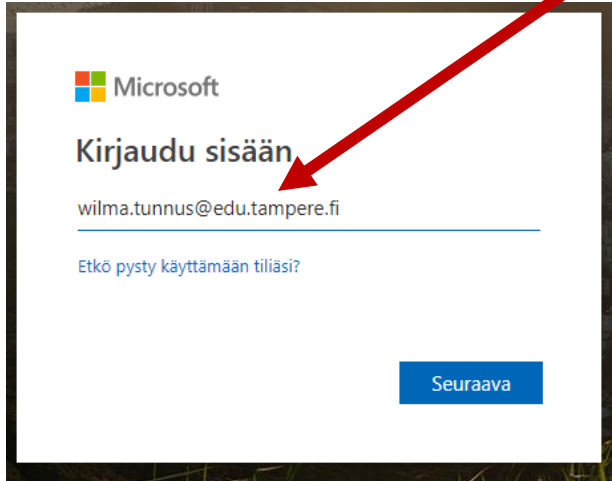 Microsoft
Kirjaudu sisään
wilma.tunnus@edu.tampere.fi
Etkö pysty käyttämään tiliäsi?
Seuraava